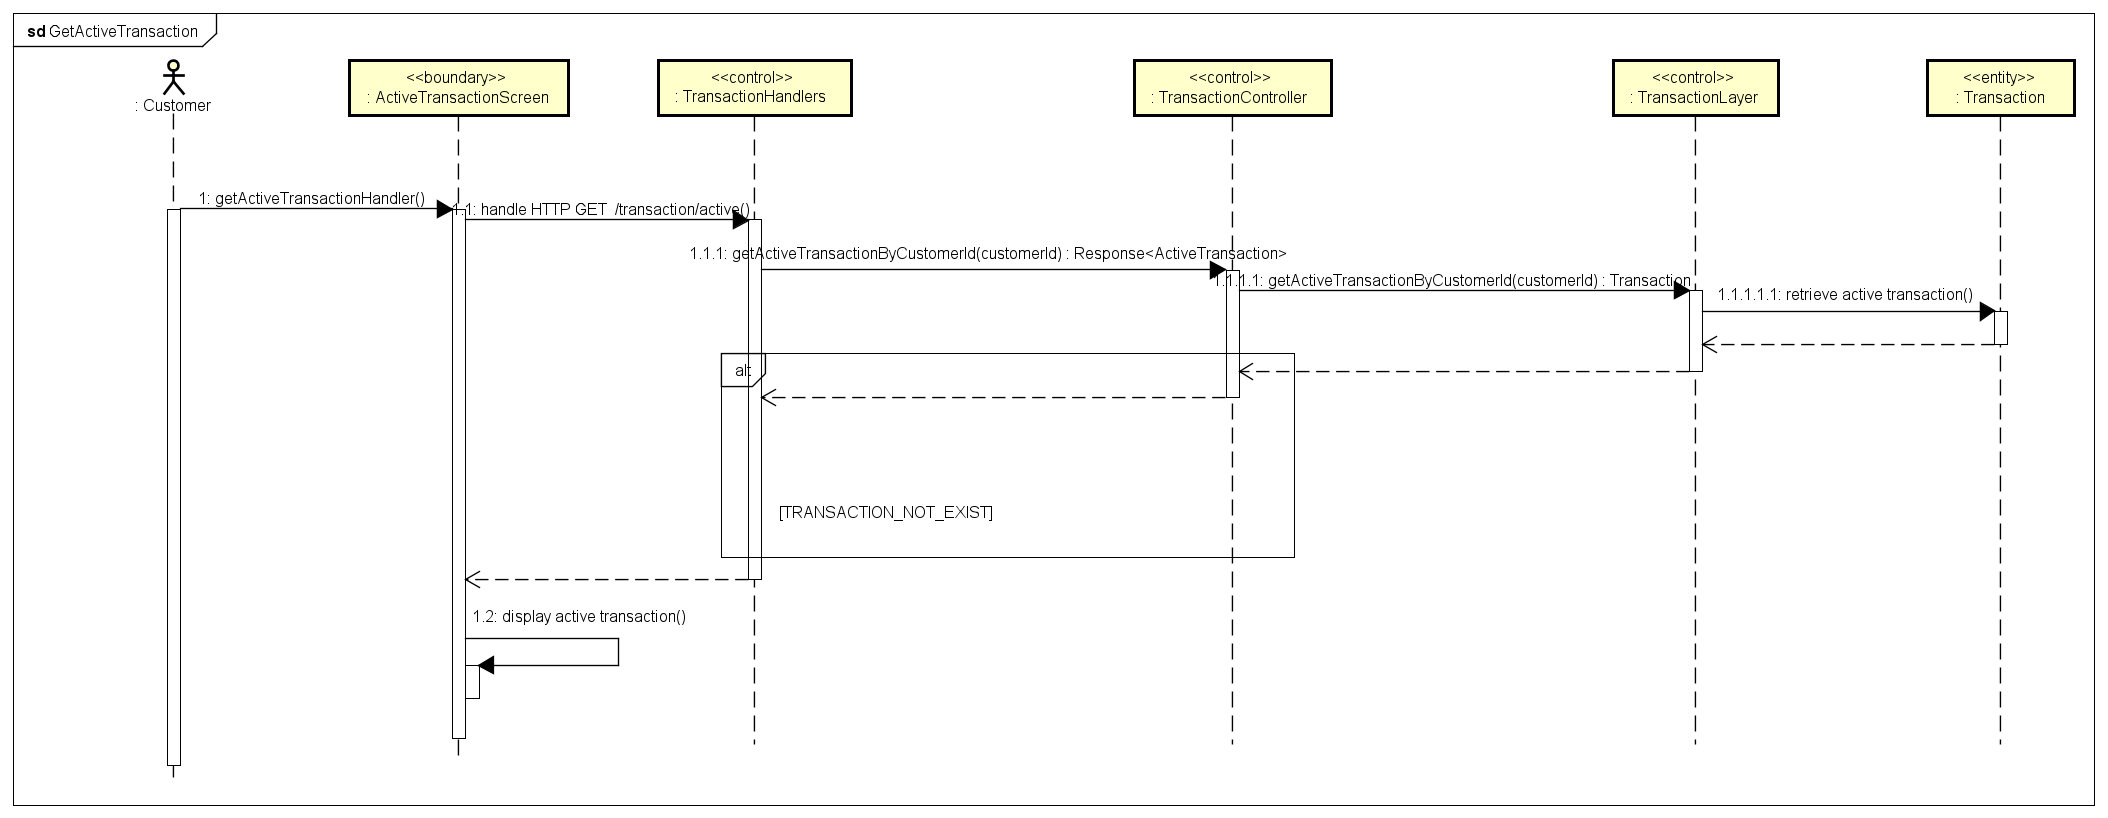 sd GetActiveTransaction
: Customer
<<boundary>>
: ActiveTransactionScreen
<<control>>
: TransactionHandlers
<<control>>
: TransactionController
<<control>>
: TransactionLayer
<<entity>>
: Transaction
1: getActiveTransactionHandler()
1.1: handle HTTP GET  /transaction/active()
1.1.1: getActiveTransactionByCustomerId(customerId) : Response<ActiveTransaction>
1.1.1.1: getActiveTransactionByCustomerId(customerId) : Transaction
1.1.1.1.1: retrieve active transaction()
alt
[TRANSACTION_NOT_EXIST]
1.2: display active transaction()